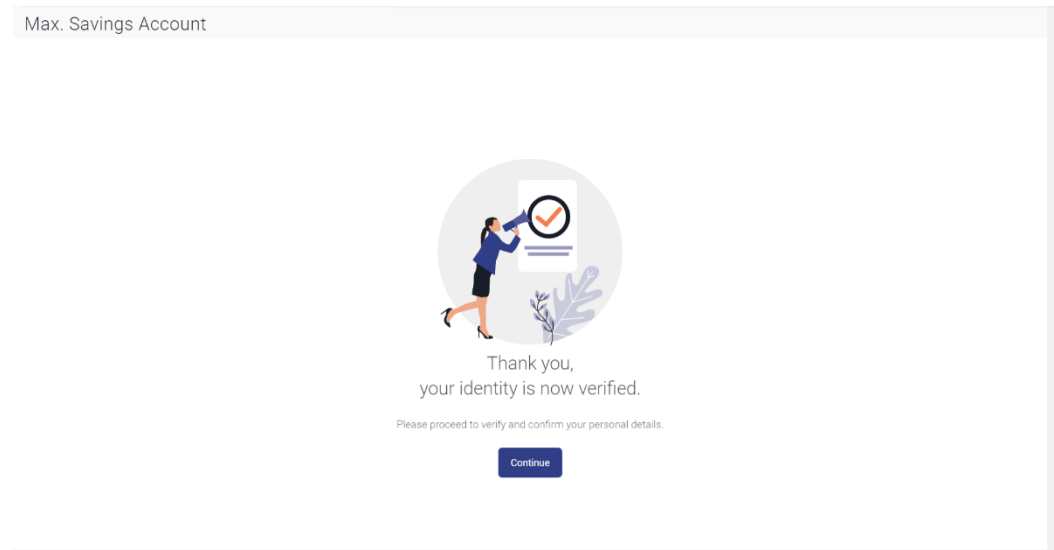 Max. Savings Account
Thank you,
your identity is now verified.
Please proceed to verify and confirm your personal details.
Continue